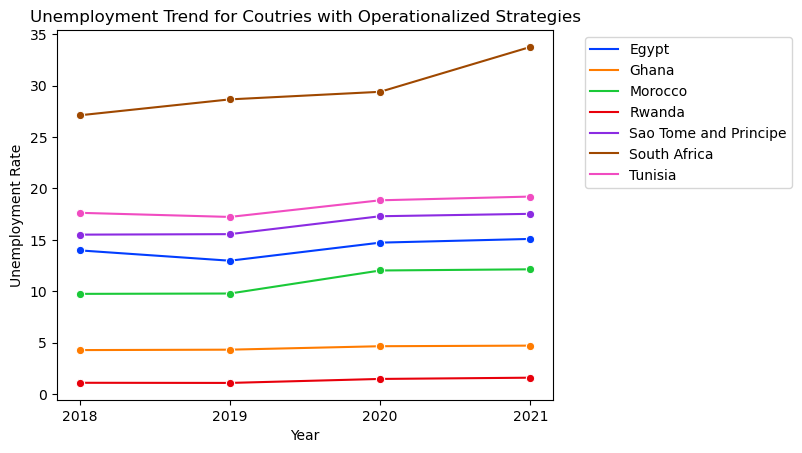 Unemployment Trend for Coutries with Operationalized Strategies
35
30
25
20
15
10
5
0
Unemployment Rate
2018 2019 2020 2021
Year
Egypt
Ghana
Morocco
Rwanda
Sao Tome and Principe
South Africa
Tunisia